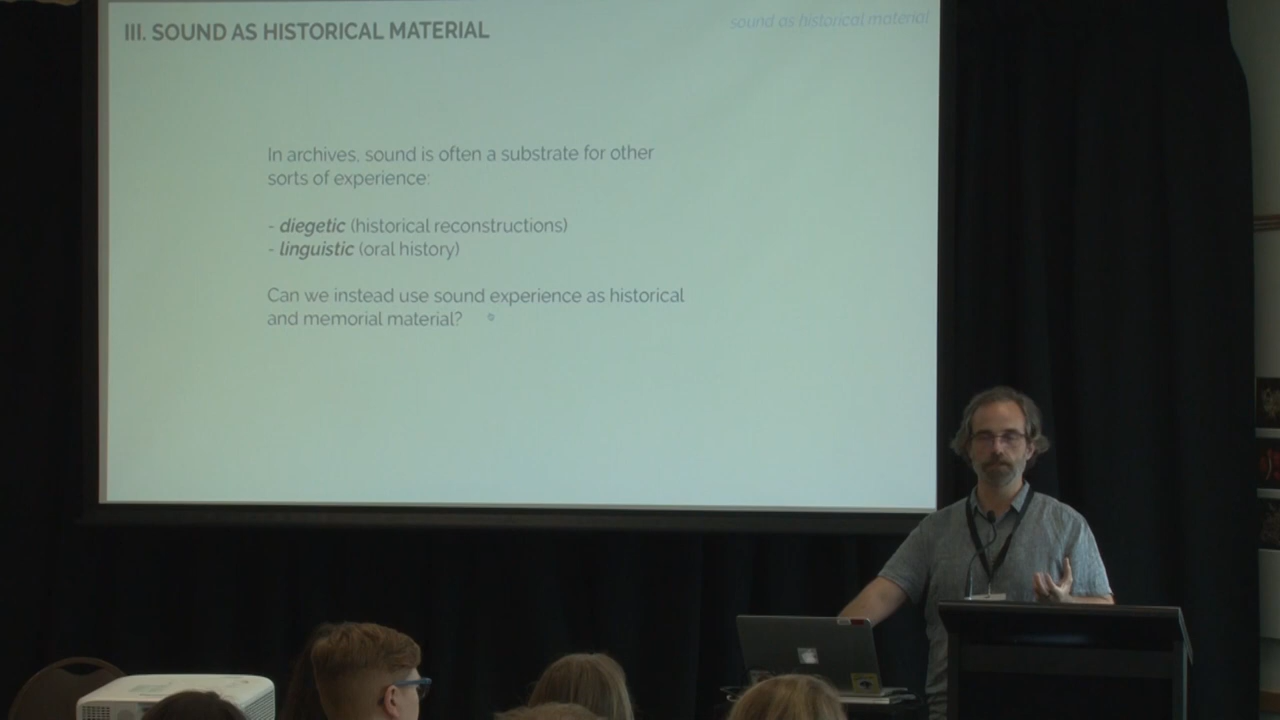 III. SOUND AS HISTORICAL MATERIAL
sound as historical material
In archives, sound is often a substrate for other
sorts of experience:
- diegetic (historical reconstructions)
- linguistic (oral history)
Can we instead use sound experience as historical
and memorial material?